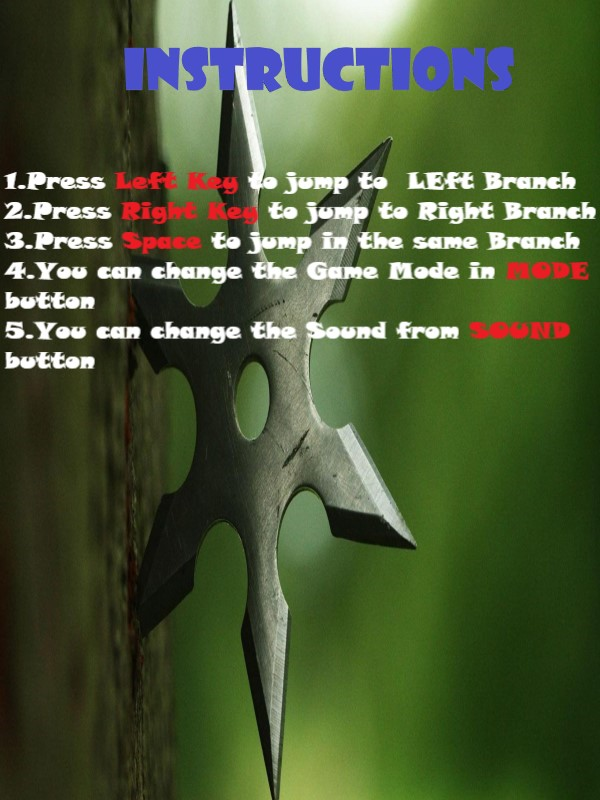 INSTRUCTIONS
1.Press Left Key to jump to LEft Branch
2.Press Right Key to jump to Right Branch
3.Press Space to jump in the same Branch
4.You can change the Game Mode in MODE
button
5.You can change the Sound from SOUND
button